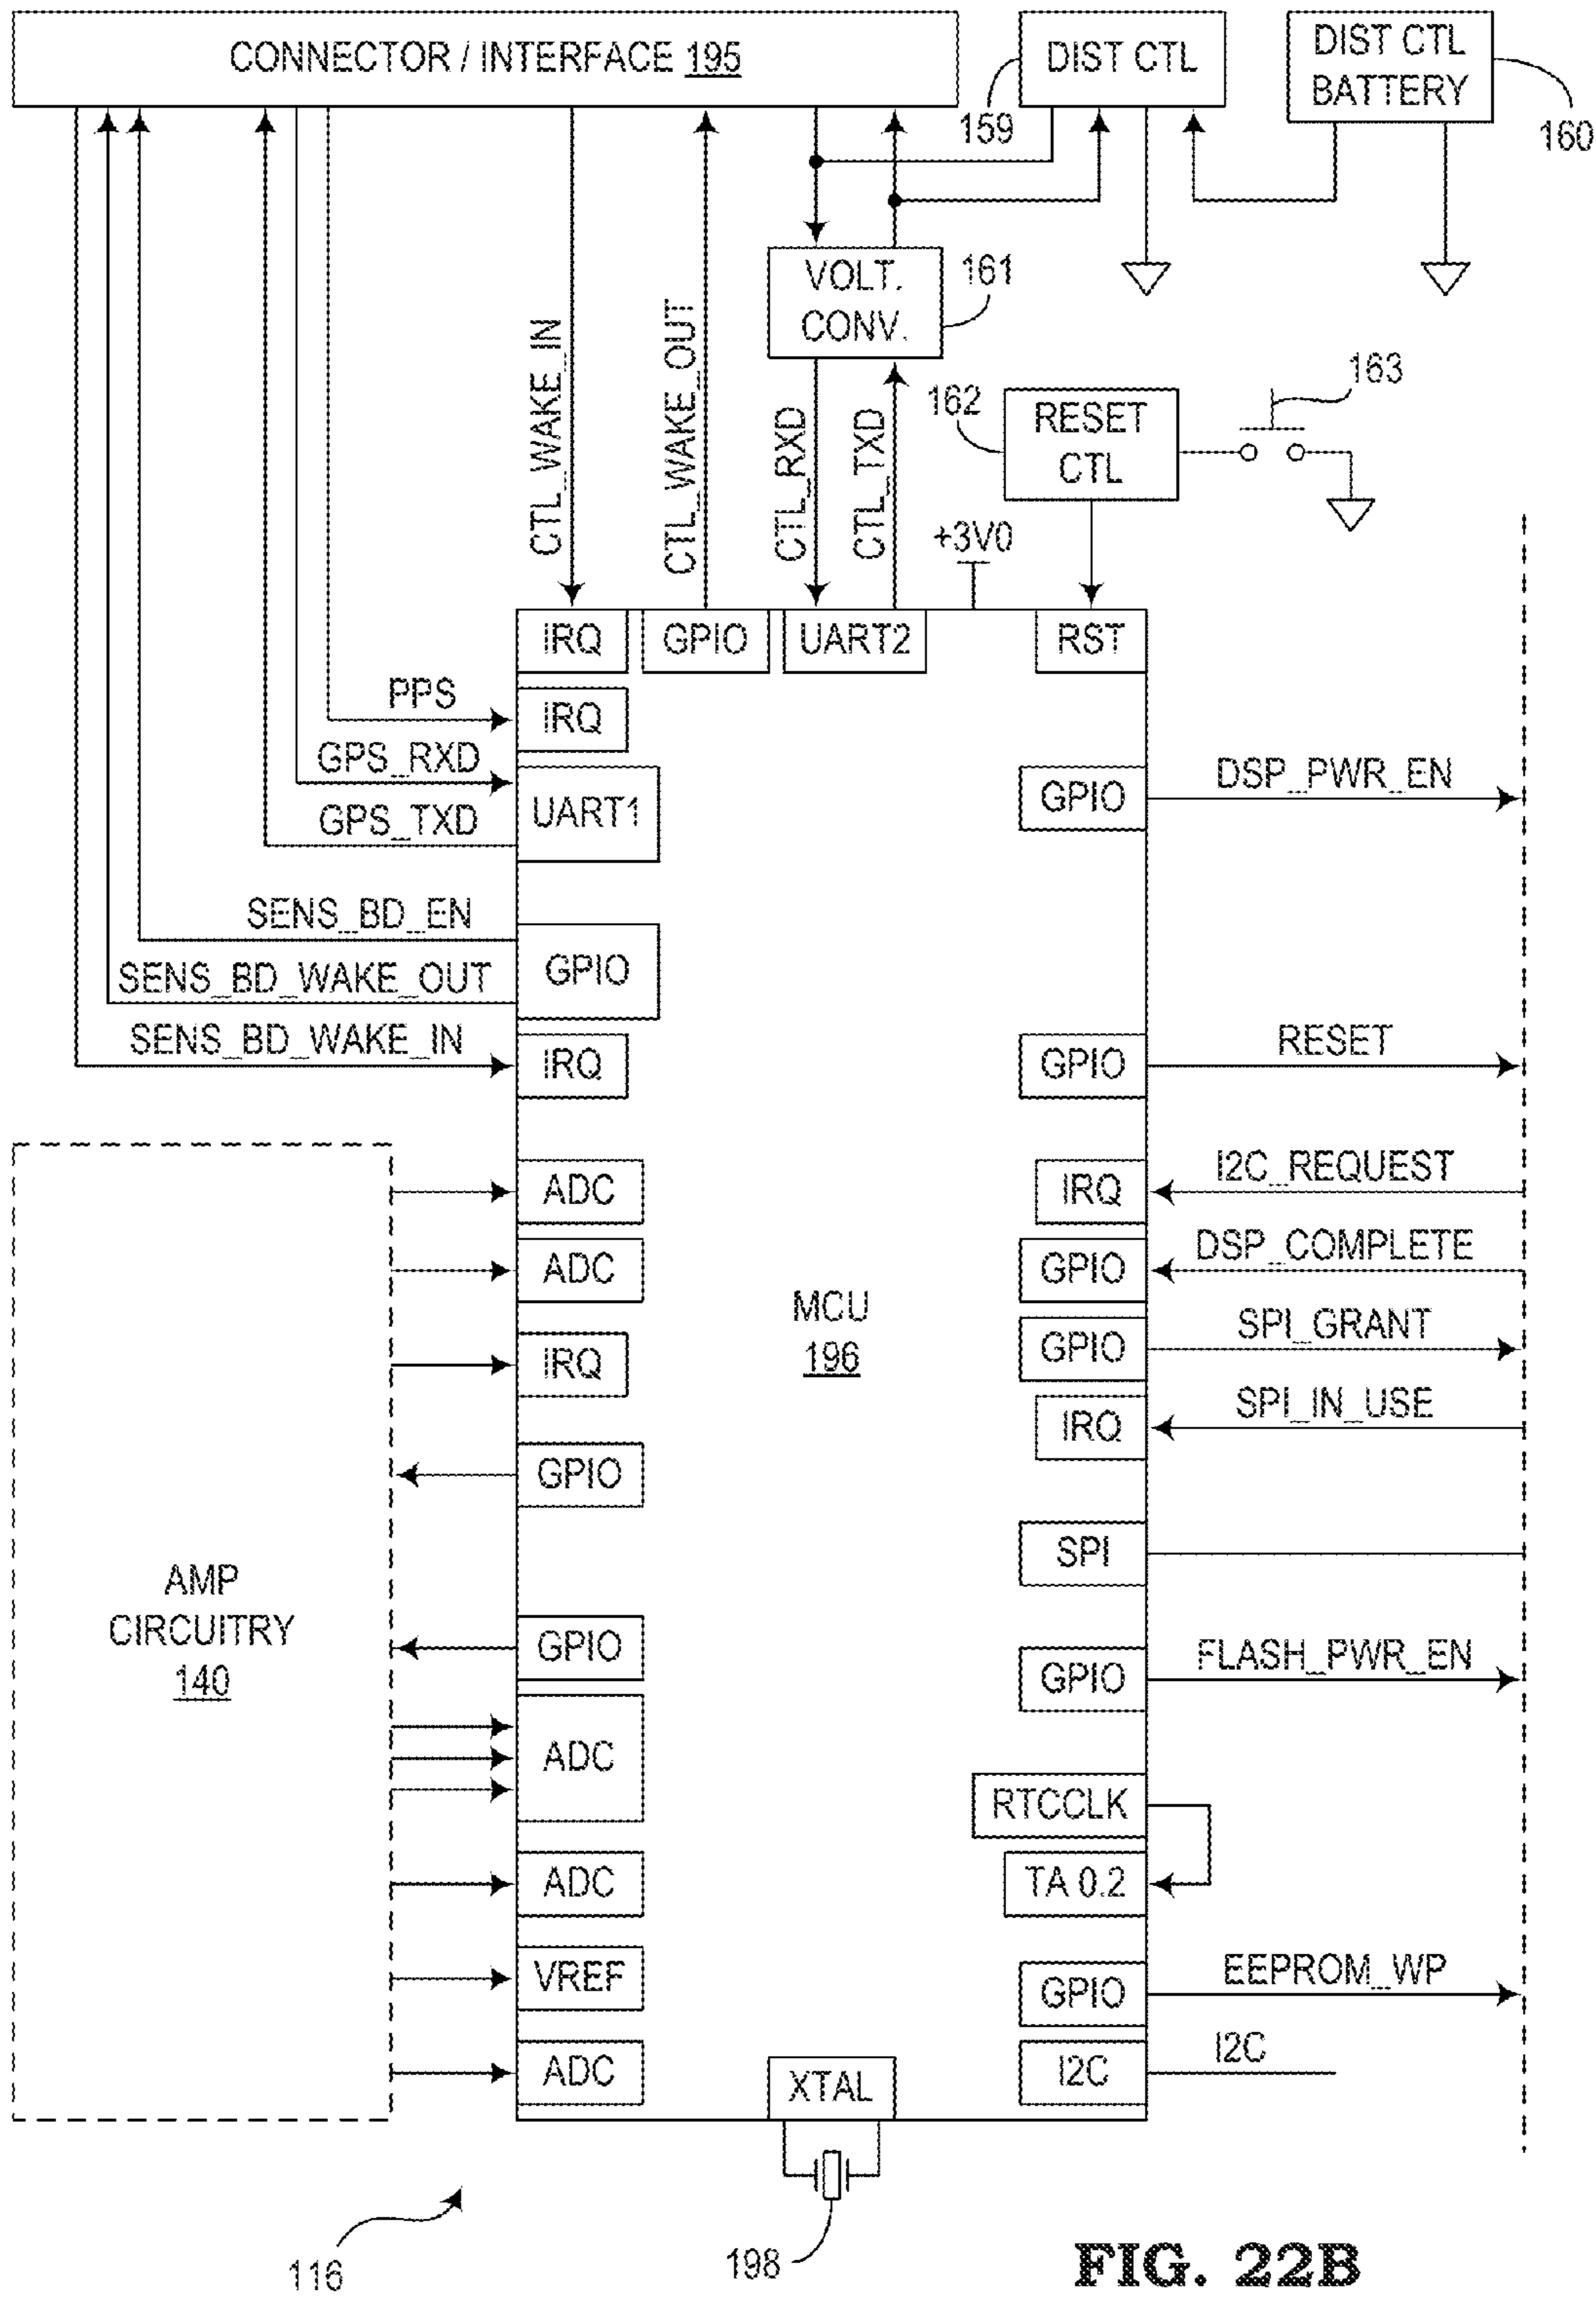 CONNECTOR / INTERFACE 195
DIST CTL
159
DIST CTL
BATTERY
160
VOLT.
CONV.
161
CTL_WAKE_IN
CTL_WAKE_OUT
CTL_RXD
CTL_TXD
162
RESET
CTL
163
+3V0
IRQ
GPIO
UART2
RST
PPS
IRQ
GPS_RXD
GPS_TXD
UART1
GPIO
DSP_PWR_EN
SENS_BD_EN
SENS_BD_WAKE_OUT
GPIO
SENS_BD_WAKE_IN
IRQ
GPIO
RESET
ADC
IRQ
I2C_REQUEST
ADC
GPIO
DSP_COMPLETE
MCU
196
GPIO
SPI_GRANT
IRQ
IRQ
SPI_IN_USE
GPIO
SPI
AMP
CIRCUITRY
140
GPIO
GPIO
FLASH_PWR_EN
ADC
RTCCLK
ADC
TA 0.2
VREF
GPIO
EEPROM_WP
ADC
XTAL
I2C
I2C
116
198
FIG. 22B